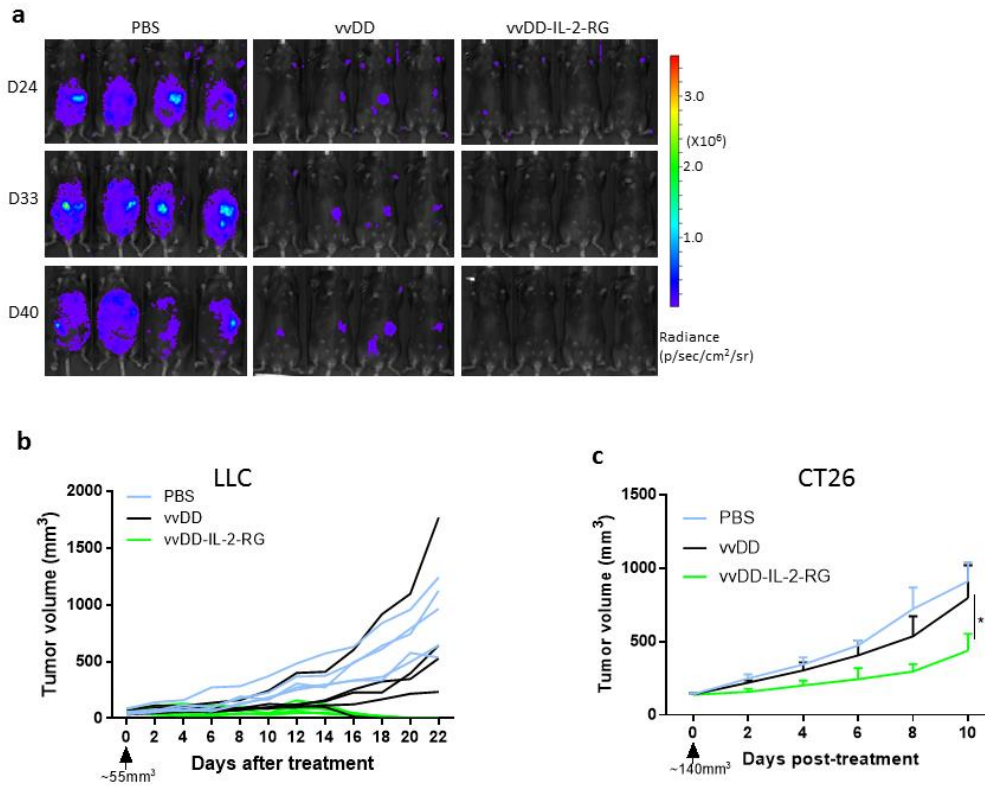 a
PBS vvDD vvDD-IL-2-RG
D24
D33
D40
3.0
(X10⁶)
2.0
1.0
Radiance
(p/sec/cm²/sr)
b
LLC
Tumor volume (mm³)
2000
1500
1000
500
0
PBS
vvDD
vvDD-IL-2-RG
0 2 4 6 8 10 12 14 16 18 20 22
Days after treatment
~55mm³
c
CT26
Tumor volume (mm³)
1500
1000
500
0
PBS
vvDD
vvDD-IL-2-RG
*
0 2 4 6 8 10
Days post-treatment
~140mm³